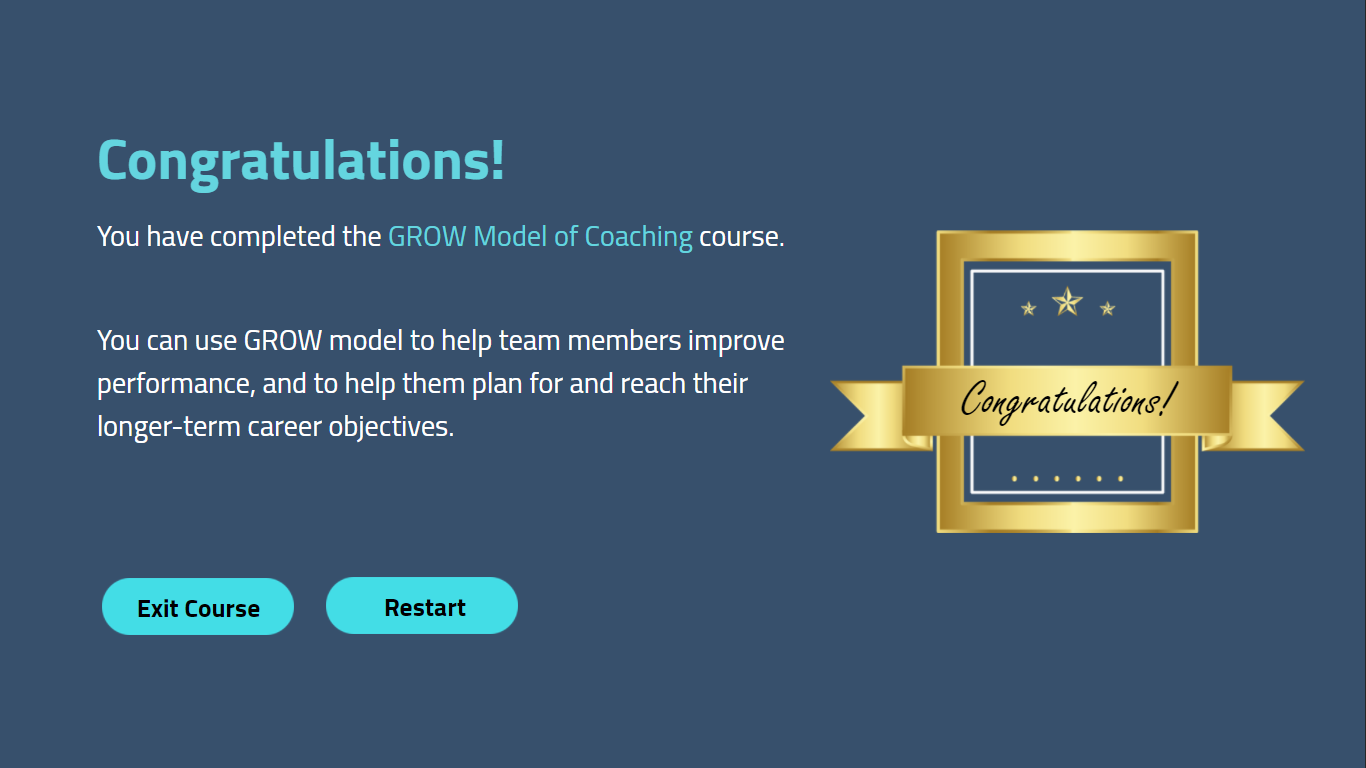 Congratulations!
You have completed the GROW Model of Coaching course.
You can use GROW model to help team members improve
performance, and to help them plan for and reach their
longer-term career objectives.
Congratulations!
Exit Course
Restart